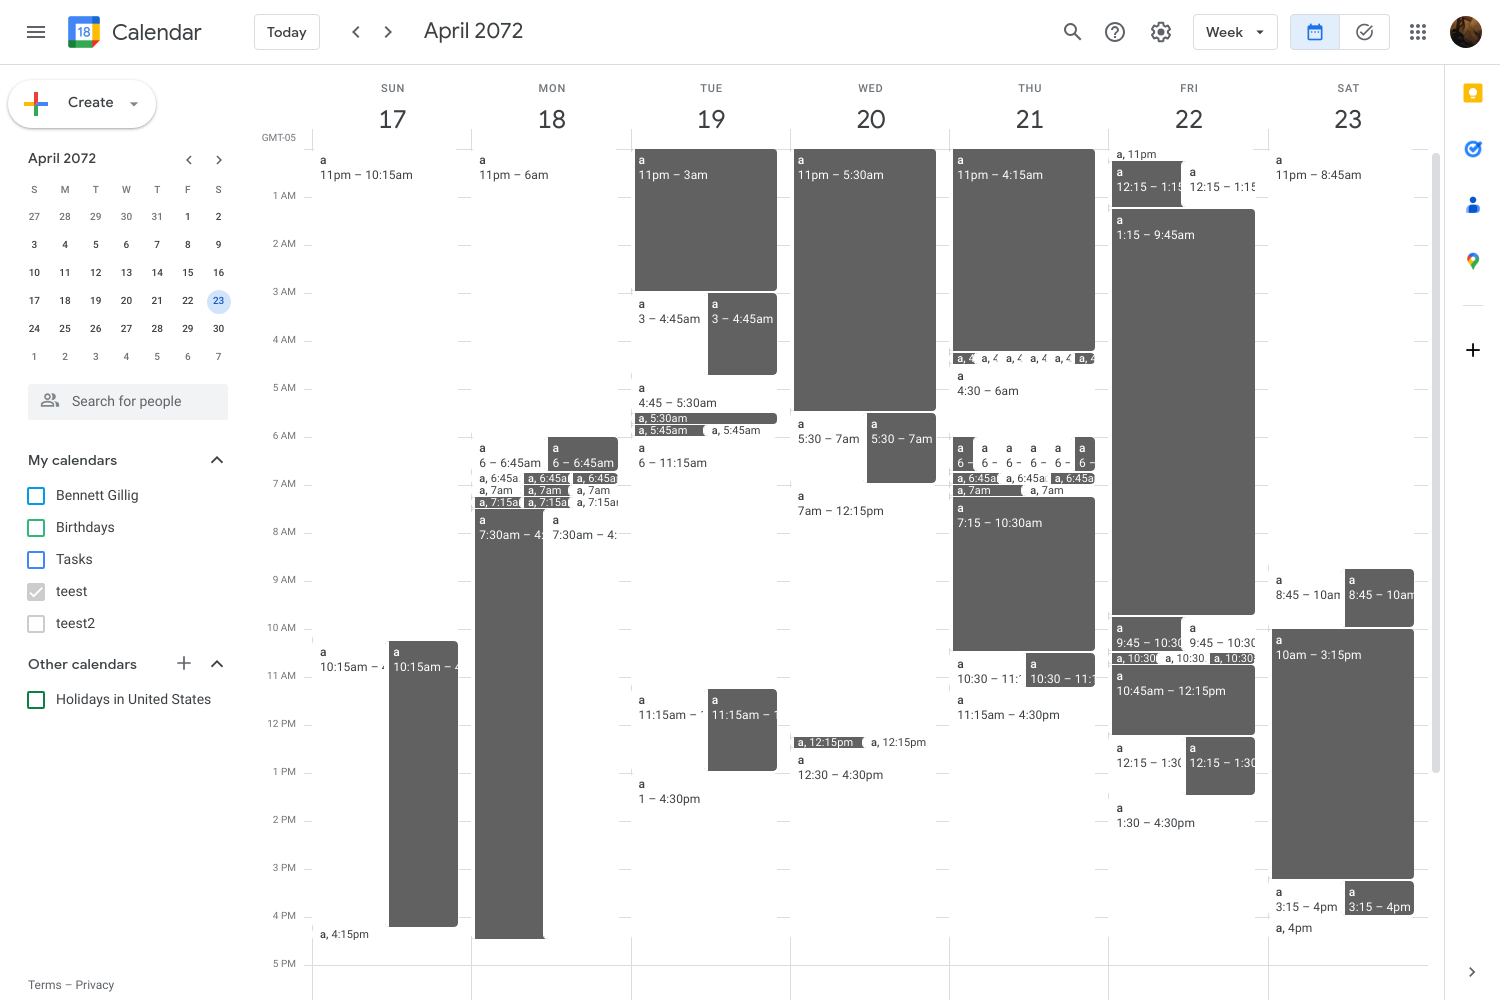 18
Calendar
Today
April 2072
Week
Create
April 2072
S M T W T F S
27 28 29 30 31 1 2
3 4 5 6 7 8 9
10 11 12 13 14 15 16
17 18 19 20 21 22 23
24 25 26 27 28 29 30
1 2 3 4 5 6 7
Search for people
My calendars
Bennett Gillig
Birthdays
Tasks
teest
teest2
Other calendars
Holidays in United States
Terms – Privacy
GMT-05
1 AM
2 AM
3 AM
4 AM
5 AM
6 AM
7 AM
8 AM
9 AM
10 AM
11 AM
12 PM
1 PM
2 PM
3 PM
4 PM
5 PM
SUN
17
a
11pm – 10:15am
a
10:15am –
a
10:15am – 4
a, 4:15pm
MON
18
a
11pm – 6am
a
6 – 6:45am
a
6 – 6:45am
a, 6:45a
a, 6:45a
a, 6:45a
a, 7am
a, 7am
a, 7am
a, 7:15a
a, 7:15a
a, 7:15a
a
7:30am – 4:
a
7:30am – 4:
TUE
19
a
11pm – 3am
a
3 – 4:45am
a
3 – 4:45am
a
4:45 – 5:30am
a, 5:30am
a, 5:45am
a, 5:45am
a
6 – 11:15am
a
11:15am –
a
11:15am – 1
a
1 – 4:30pm
WED
20
a
11pm – 5:30am
a
5:30 – 7am
a
5:30 – 7am
a
7am – 12:15pm
a, 12:15pm
a, 12:15pm
a
12:30 – 4:30pm
THU
21
a
11pm – 4:15am
a, 4
a, 4
a, 4
a, 4
a, 4
a, 4
a
4:30 – 6am
a
6 –
a
6 –
a
6 –
a
6 –
a
6 –
a
6 –
a, 6:45a
a, 6:45a
a, 6:45a
a, 7am
a, 7am
a
7:15 – 10:30am
a
10:30 – 11:
a
10:30 – 11:1
a
11:15am – 4:30pm
FRI
22
a, 11pm
a
12:15 – 1:15
a
12:15 – 1:15
a
1:15 – 9:45am
a
9:45 – 10:30
a
9:45 – 10:30
a, 10:30
a, 10:30
a, 10:30
a
10:45am – 12:15pm
a
12:15 – 1:30
a
12:15 – 1:30
a
1:30 – 4:30pm
SAT
23
a
11pm – 8:45am
a
8:45 – 10am
a
8:45 – 10am
a
10am – 3:15pm
a
3:15 – 4pm
a
3:15 – 4pm
a, 4pm